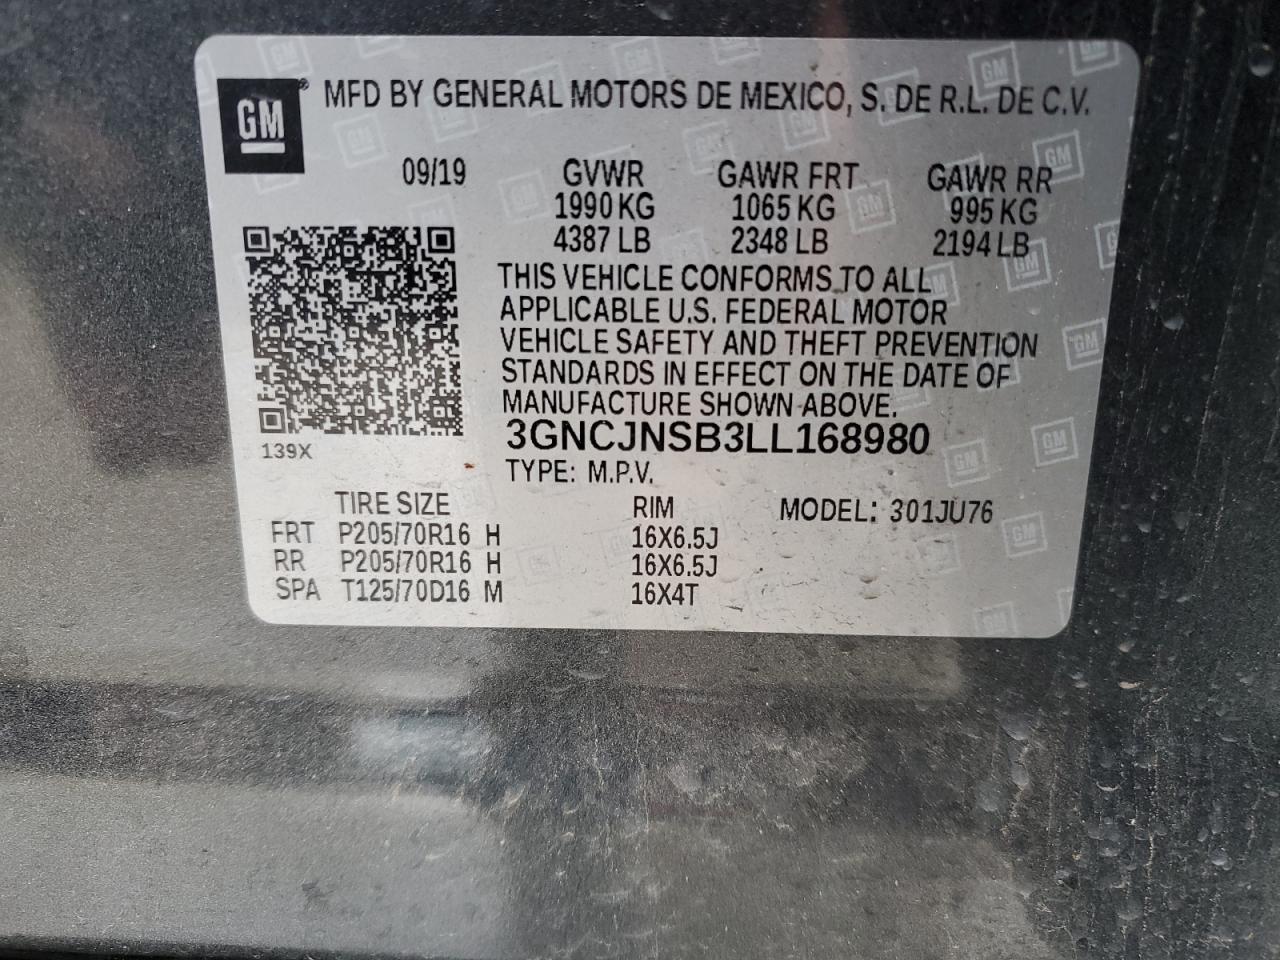 GM® MFD BY GENERAL MOTORS DE MEXICO, S. DE R.L. DE C.V.
09/19 GVWR GAWR FRT GAWR RR
1990 KG 1065 KG 995 KG
4387 LB 2348 LB 2194 LB
THIS VEHICLE CONFORMS TO ALL
APPLICABLE U.S. FEDERAL MOTOR
VEHICLE SAFETY AND THEFT PREVENTION
STANDARDS IN EFFECT ON THE DATE OF
MANUFACTURE SHOWN ABOVE.
3GNCJNSB3LL168980
139X
TYPE: M.P.V.
TIRE SIZE RIM MODEL: 301JU76
FRT P205/70R16 H 16X6.5J
RR P205/70R16 H 16X6.5J
SPA T125/70D16 M 16X4T